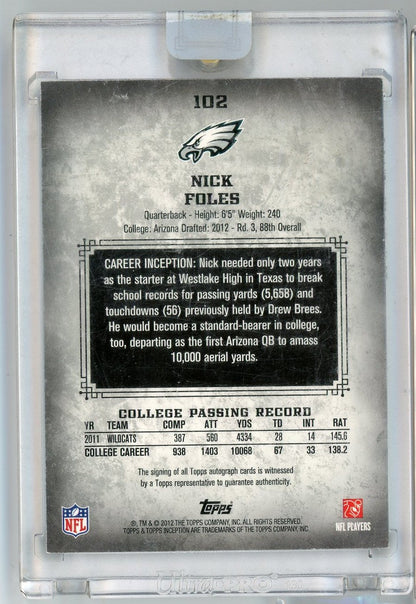 102
NICK
FOLES
Quarterback - Height: 6'5" Weight: 240
College: Arizona Drafted: 2012 - Rd. 3, 88th Overall
CAREER INCEPTION: Nick needed only two years
as the starter at Westlake High in Texas to break
school records for passing yards (5,658) and
touchdowns (56) previously held by Drew Brees.
He would become a standard-bearer in college,
too, departing as the first Arizona QB to amass
10,000 aerial yards.
COLLEGE PASSING RECORD
YR TEAM COMP ATT YDS TD INT RAT
2011 WILDCATS 387 560 4334 28 14 145.6
COLLEGE CAREER 938 1403 10068 67 33 138.2
The signing of all Topps autograph cards is witnessed
by a Topps representative to guarantee authenticity.
NFL
Topps
NFL PLAYERS
®, TM & © 2012 THE TOPPS COMPANY, INC. ALL RIGHTS RESERVED.
TOPPS & TOPPS INCEPTION ARE TRADEMARKS OF THE TOPPS COMPANY, INC.
Ultra PRO